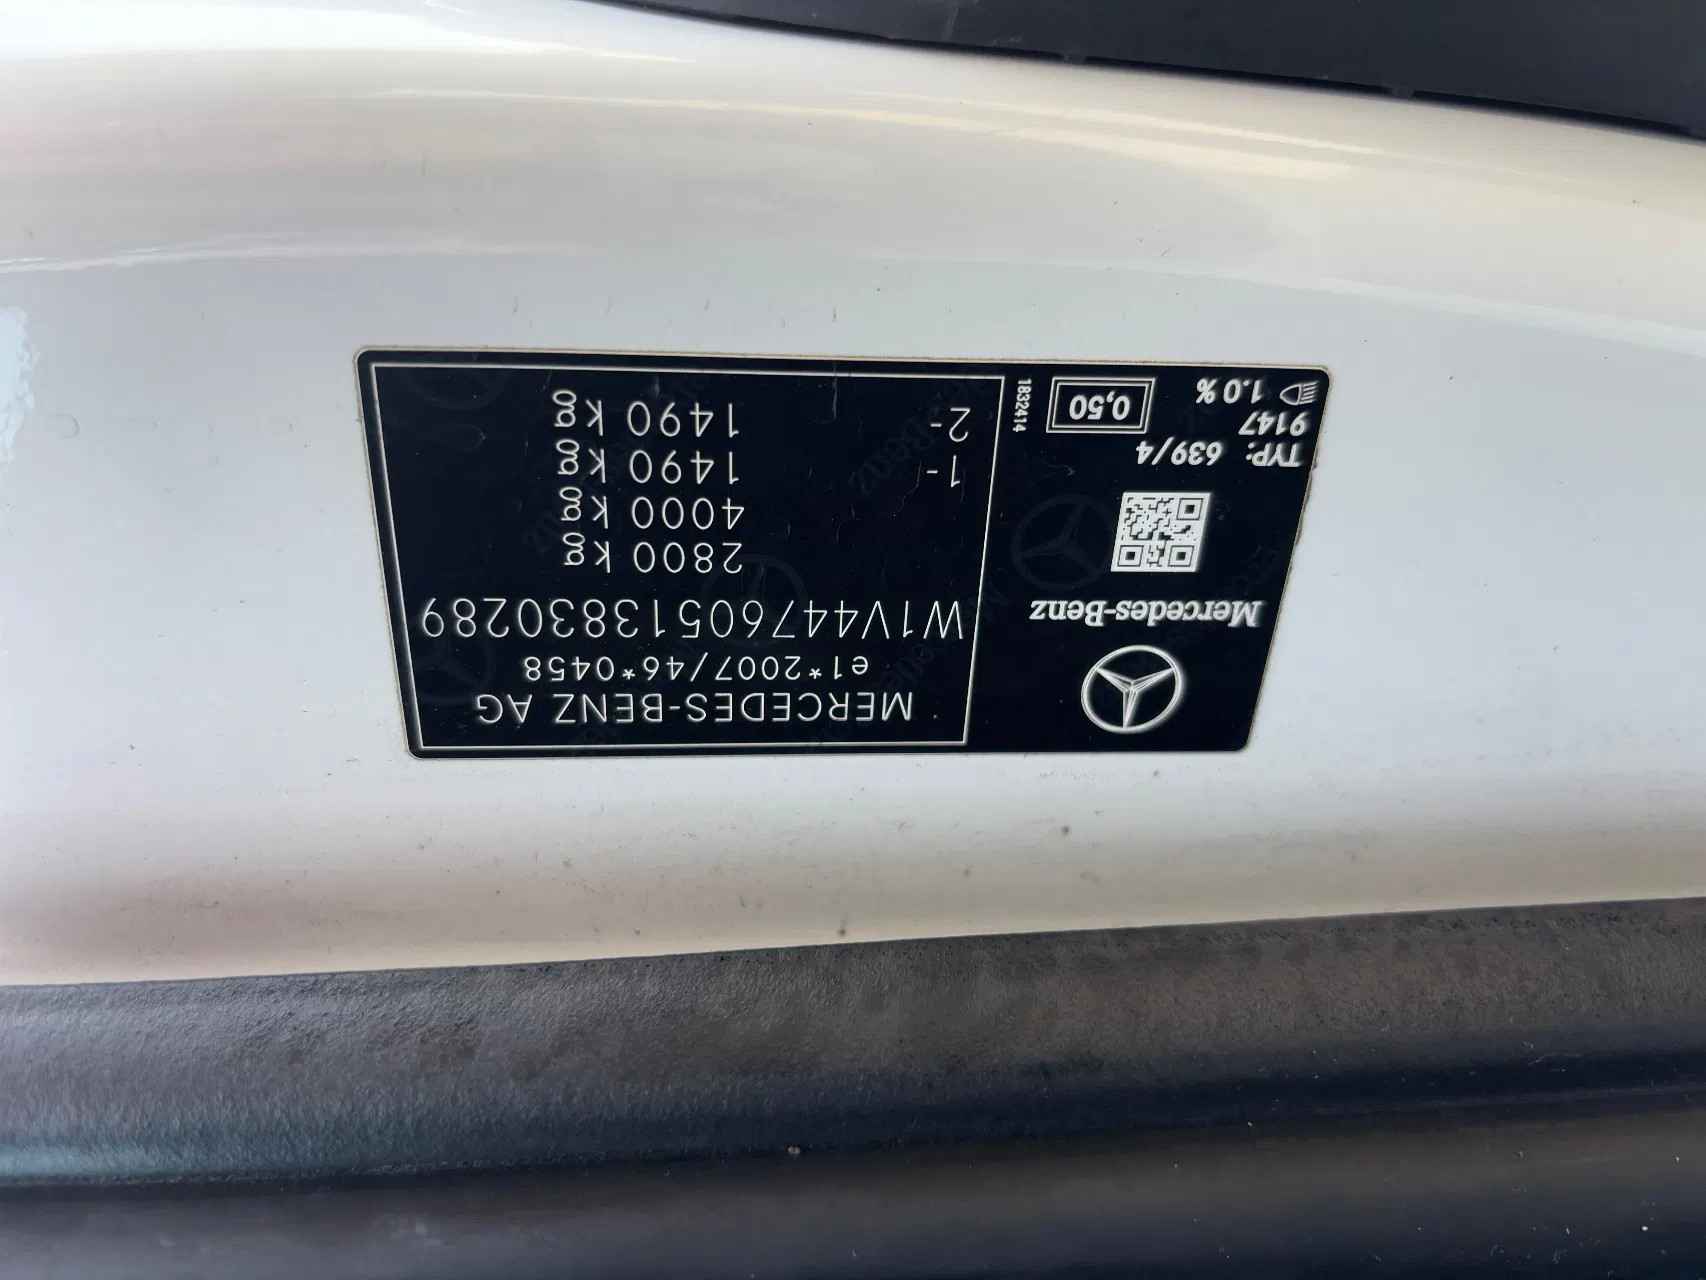 MERCEDES-BENZ AG
e1*2007/46*0458
W1V44760513830289
2800 kg
4000 kg
1- 1490 kg
2- 1490 kg
Mercedes-Benz
TYP: 639/4
9147
1.0 %
0,50
1832414